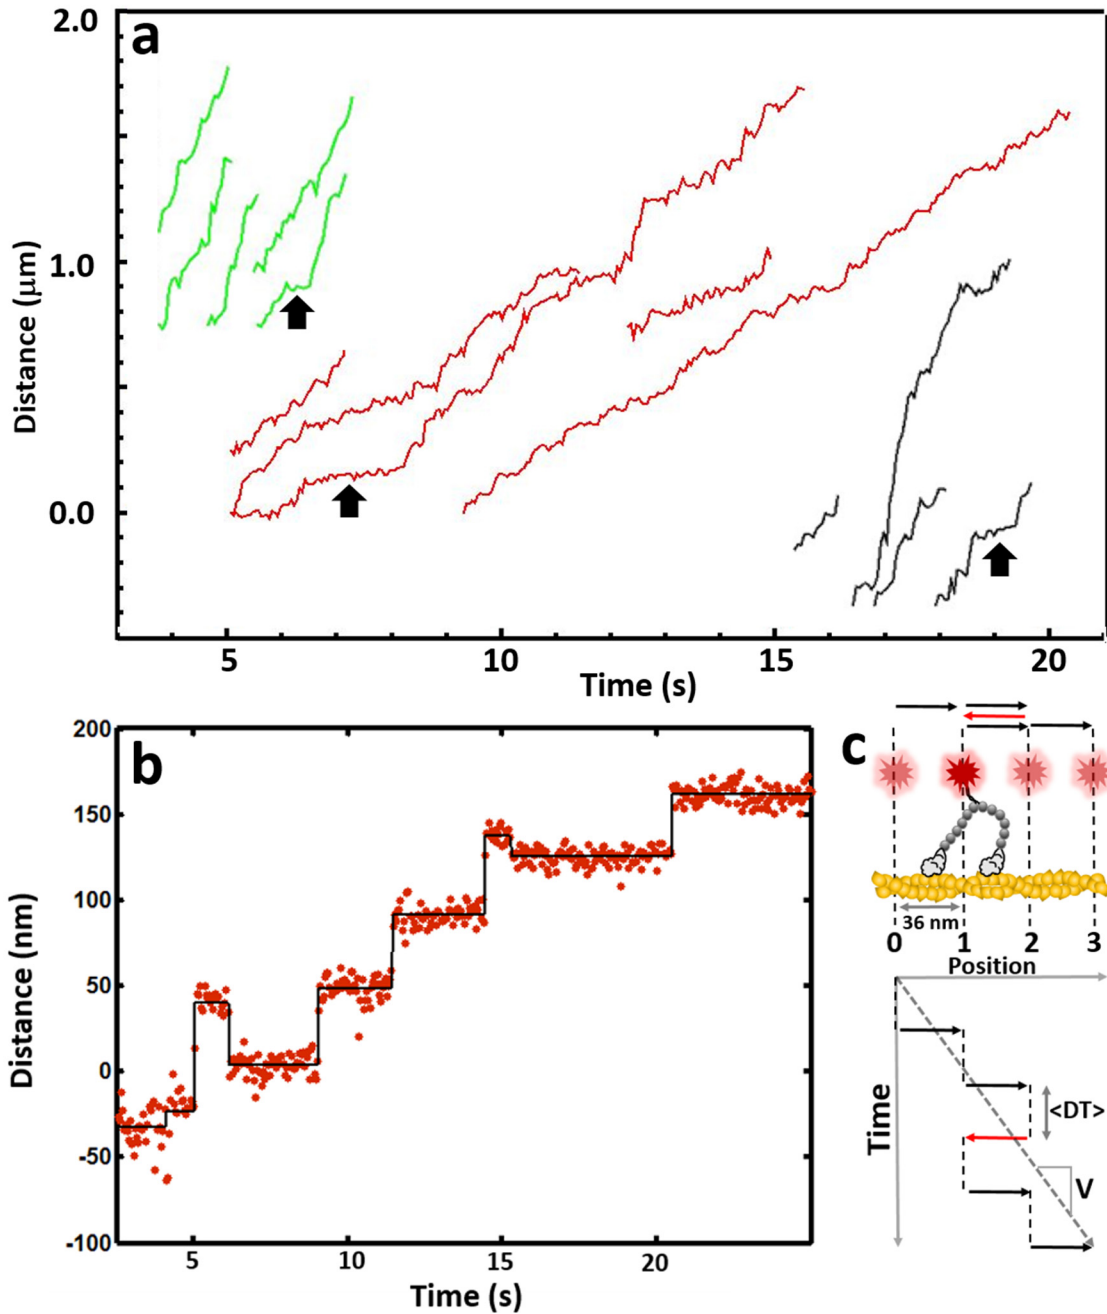 a
2.0
1.0
0.0
Distance (μm)
5
10
15
20
Time (s)
b
200
150
100
50
0
-50
-100
Distance (nm)
5
10
15
20
Time (s)
c
36 nm
0
1
2
3
Position
Time
<DT>
V